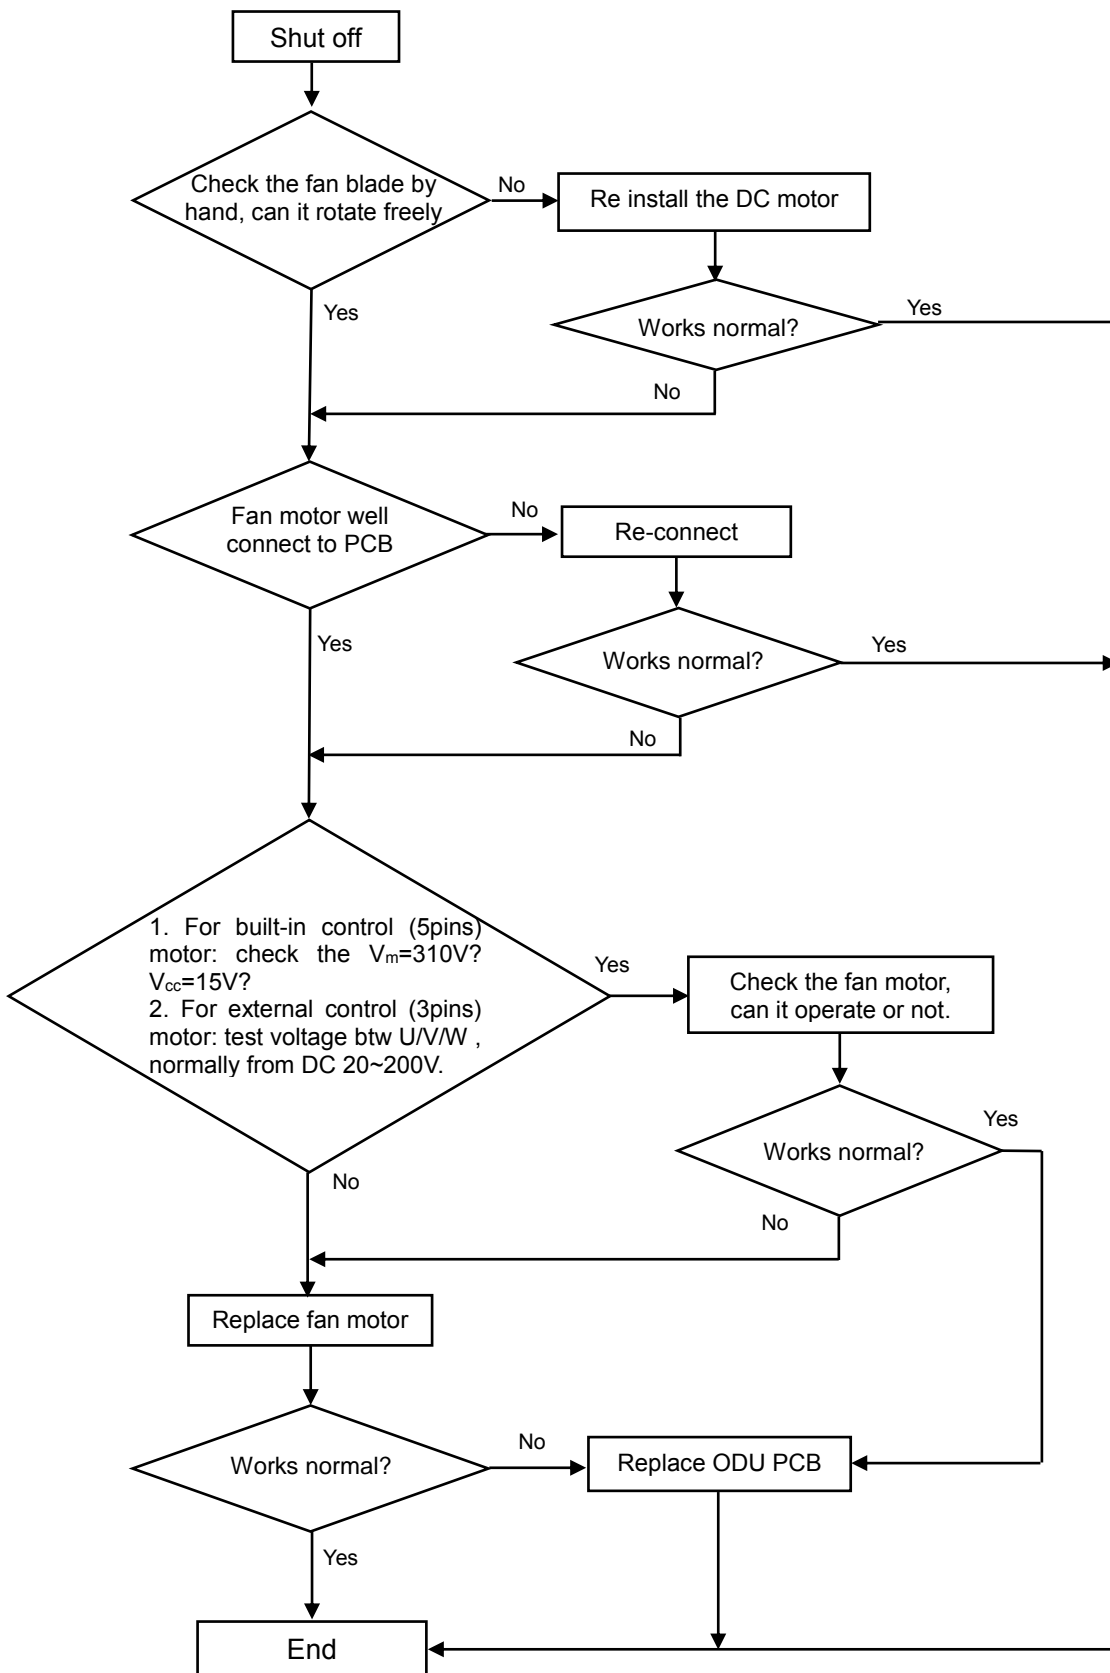 Shut off
Check the fan blade by
hand, can it rotate freely
No
Re install the DC motor
Yes
Works normal?
Yes
No
Fan motor well
connect to PCB
No
Re-connect
Yes
Works normal?
Yes
No
1. For built-in control (5pins)
motor: check the Vm=310V?
Vcc=15V?
2. For external control (3pins)
motor: test voltage btw U/V/W ,
normally from DC 20~200V.
Yes
Check the fan motor,
can it operate or not.
Works normal?
Yes
No
No
Replace fan motor
Works normal?
No
Replace ODU PCB
Yes
End